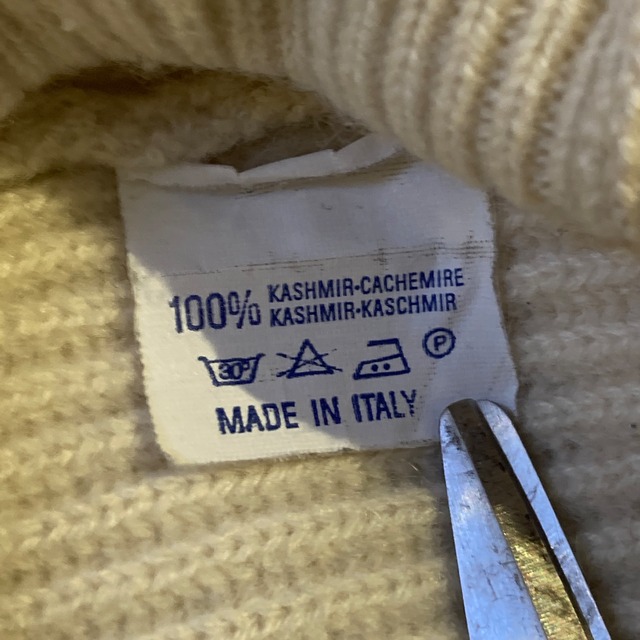 100% KASHMIR-CACHEMIRE
KASHMIR-KASCHMIR
30° P
MADE IN ITALY